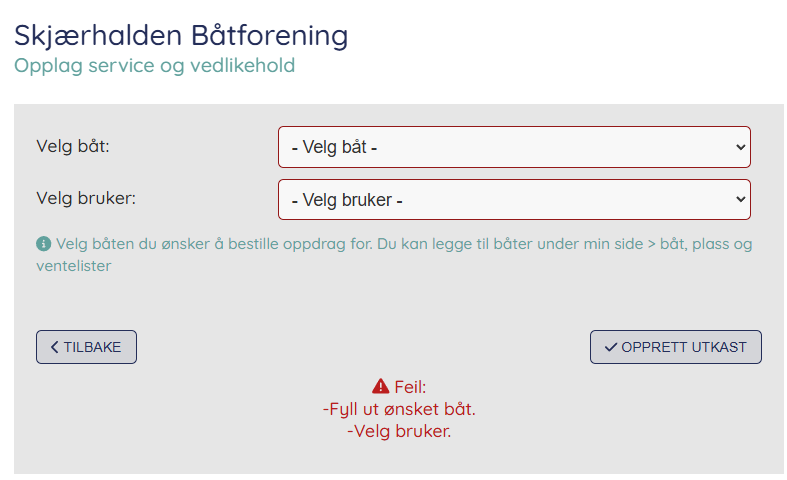 Skjærhalden Båtforening
Opplag service og vedlikehold
Velg båt:
- Velg båt -
Velg bruker:
- Velg bruker -
Velg båten du ønsker å bestille oppdrag for. Du kan legge til båter under min side > båt, plass og
ventelister
TILBAKE
OPPRETT UTKAST
Feil:
-Fyll ut ønsket båt.
-Velg bruker.